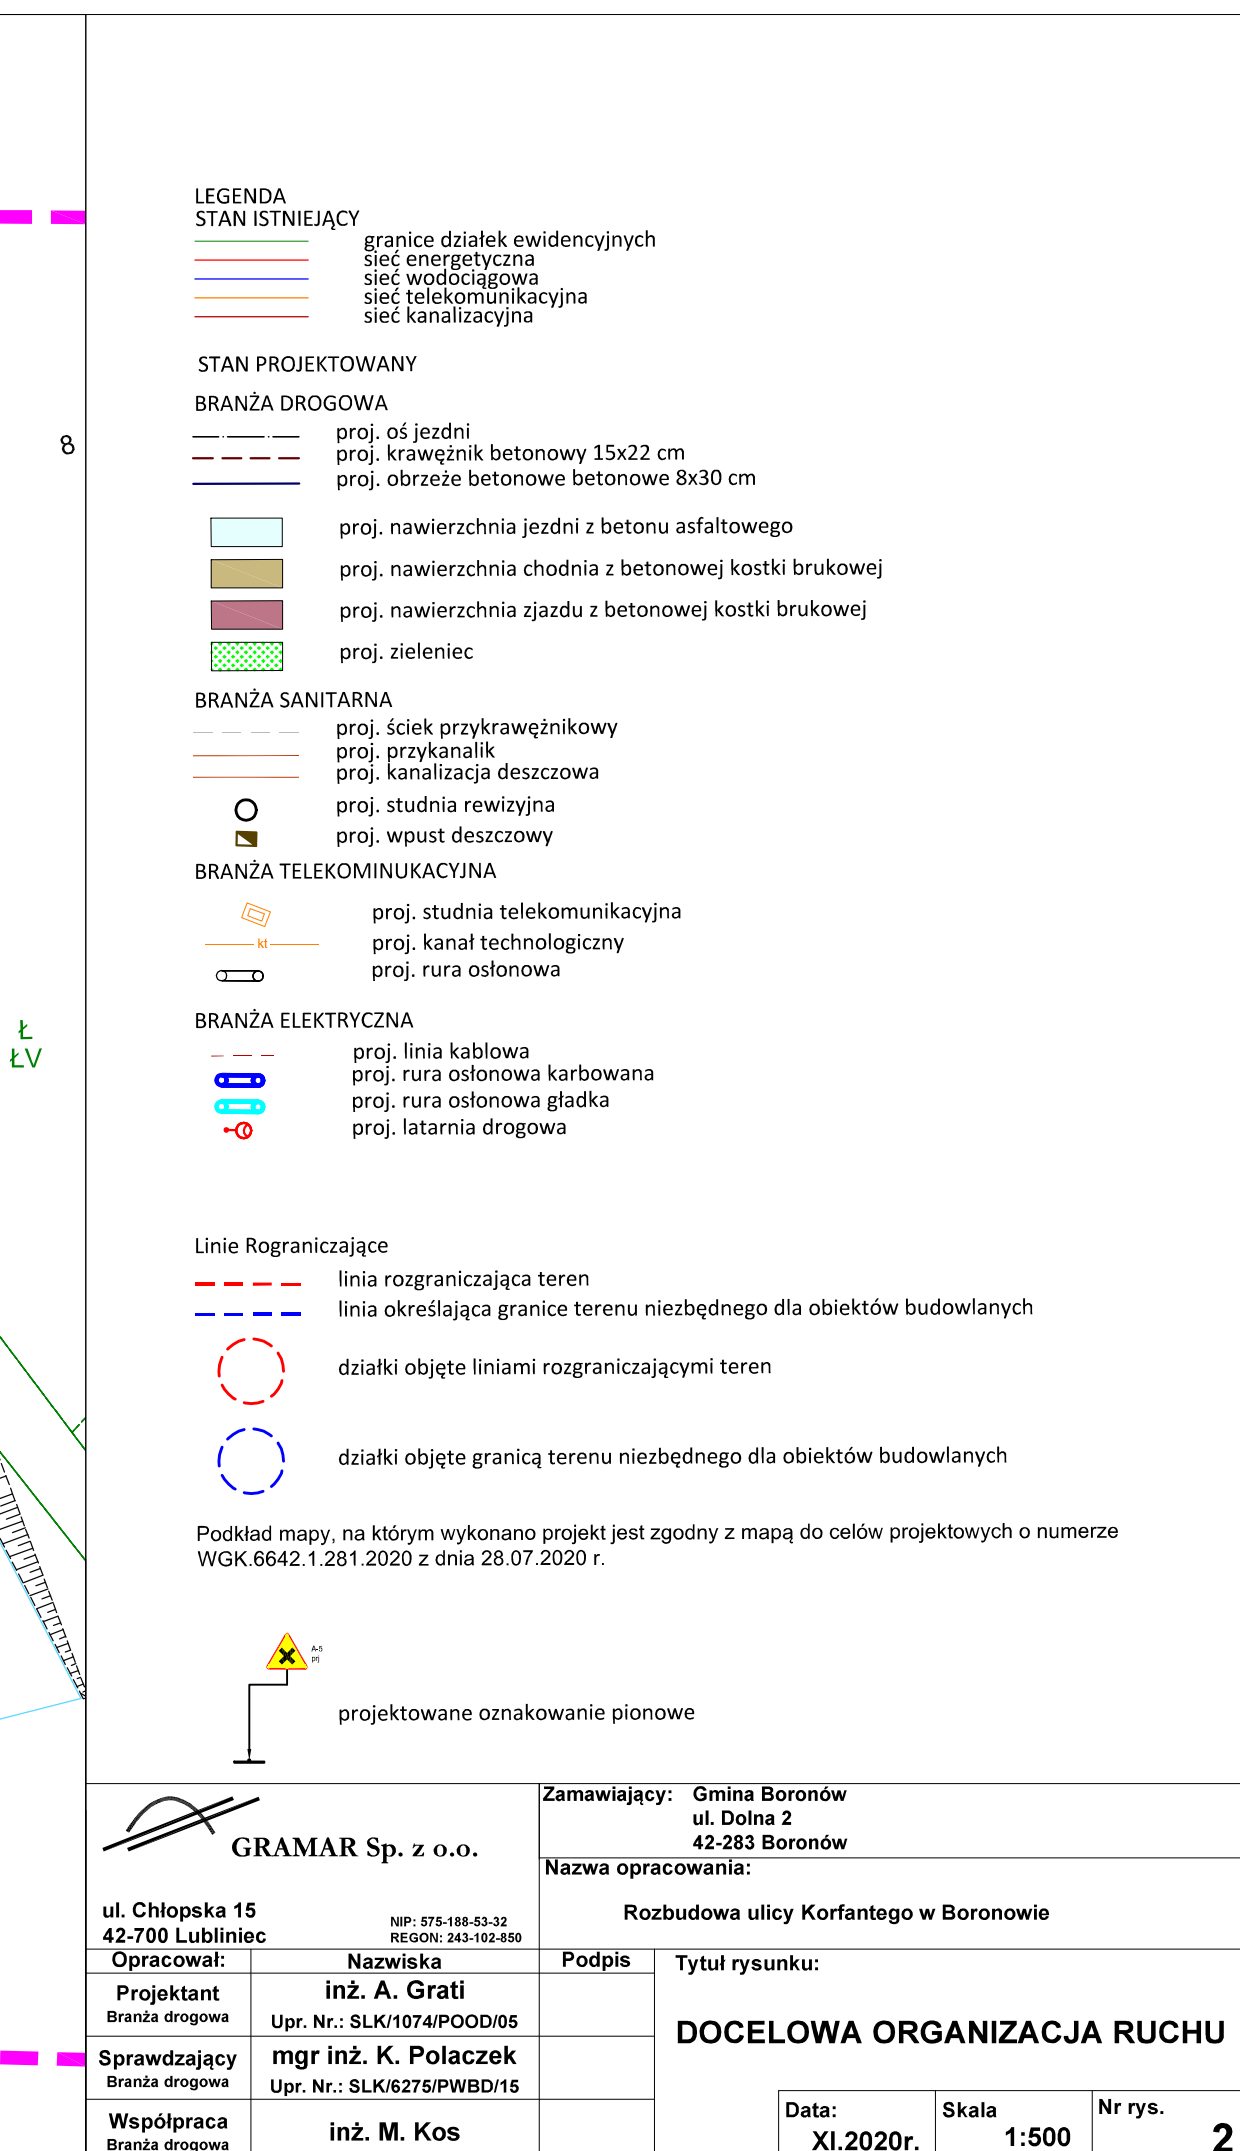 LEGENDA
STAN ISTNIEJĄCY
granice działek ewidencyjnych
sieć energetyczna
sieć wodociągowa
sieć telekomunikacyjna
sieć kanalizacyjna
STAN PROJEKTOWANY
BRANŻA DROGOWA
8
proj. oś jezdni
proj. krawężnik betonowy 15x22 cm
proj. obrzeże betonowe betonowe 8x30 cm
proj. nawierzchnia jezdni z betonu asfaltowego
proj. nawierzchnia chodnia z betonowej kostki brukowej
proj. nawierzchnia zjazdu z betonowej kostki brukowej
proj. zieleniec
BRANŻA SANITARNA
proj. ściek przykrawężnikowy
proj. przykanalik
proj. kanalizacja deszczowa
proj. studnia rewizyjna
proj. wpust deszczowy
BRANŻA TELEKOMINUKACYJNA
proj. studnia telekomunikacyjna
kt proj. kanał technologiczny
proj. rura osłonowa
Ł
ŁV
BRANŻA ELEKTRYCZNA
proj. linia kablowa
proj. rura osłonowa karbowana
proj. rura osłonowa gładka
proj. latarnia drogowa
Linie Rograniczające
linia rozgraniczająca teren
linia określająca granice terenu niezbędnego dla obiektów budowlanych
działki objęte liniami rozgraniczającymi teren
działki objęte granicą terenu niezbędnego dla obiektów budowlanych
Podkład mapy, na którym wykonano projekt jest zgodny z mapą do celów projektowych o numerze
WGK.6642.1.281.2020 z dnia 28.07.2020 r.
A-5
prj
projektowane oznakowanie pionowe
GRAMAR Sp. z o.o.
ul. Chłopska 15
42-700 Lubliniec
NIP: 575-188-53-32
REGON: 243-102-850
Zamawiający: Gmina Boronów
ul. Dolna 2
42-283 Boronów
Nazwa opracowania:
Rozbudowa ulicy Korfantego w Boronowie
Opracował: Nazwiska Podpis
Projektant
Branża drogowa
inż. A. Grati
Upr. Nr.: SLK/1074/POOD/05
Sprawdzający
Branża drogowa
mgr inż. K. Polaczek
Upr. Nr.: SLK/6275/PWBD/15
Współpraca
Branża drogowa
inż. M. Kos
Tytuł rysunku:
DOCELOWA ORGANIZACJA RUCHU
Data:
XI.2020r.
Skala
1:500
Nr rys.
2